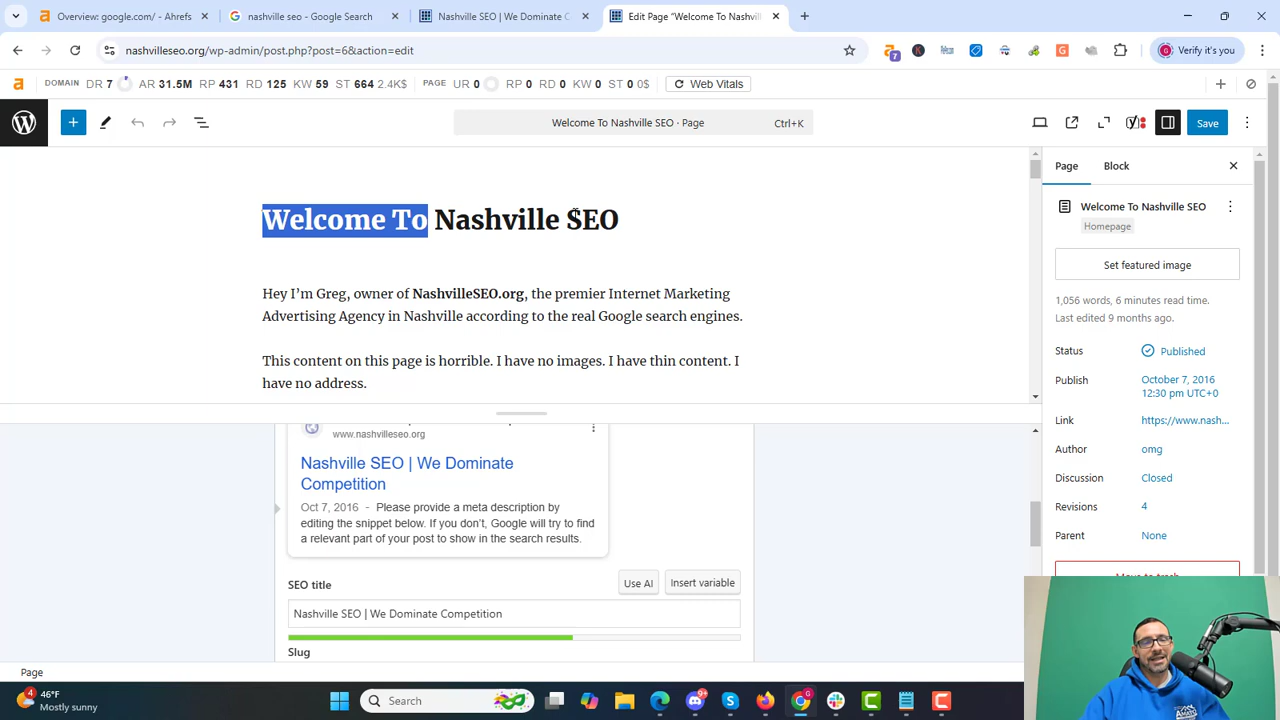 Overview: google.com/ - Ahrefs
nashville seo - Google Search
Nashville SEO | We Dominate C
Edit Page "Welcome To Nashvill
nashvilleseo.org/wp-admin/post.php?post=6&action=edit
7
Verify it's you
DOMAIN DR 7 AR 31.5M RP 431 RD 125 KW 59 ST 664 2.4K$ PAGE UR 0 RP 0 RD 0 KW 0 ST 0 0$ Web Vitals
Welcome To Nashville SEO · Page Ctrl+K
Save
Page Block
Welcome To Nashville SEO
Homepage
Set featured image
1,056 words, 6 minutes read time.
Last edited 9 months ago.
Status Published
Publish October 7, 2016
12:30 pm UTC+0
Link https://www.nash...
Author omg
Discussion Closed
Revisions 4
Parent None
Welcome To Nashville SEO
Hey I'm Greg, owner of NashvilleSEO.org, the premier Internet Marketing
Advertising Agency in Nashville according to the real Google search engines.
This content on this page is horrible. I have no images. I have thin content. I
have no address.
www.nashvilleseo.org
Nashville SEO | We Dominate
Competition
Oct 7, 2016 - Please provide a meta description by
editing the snippet below. If you don't, Google will try to find
a relevant part of your post to show in the search results.
SEO title
Use AI Insert variable
Nashville SEO | We Dominate Competition
Slug
Page
4
46°F
Mostly sunny
Search